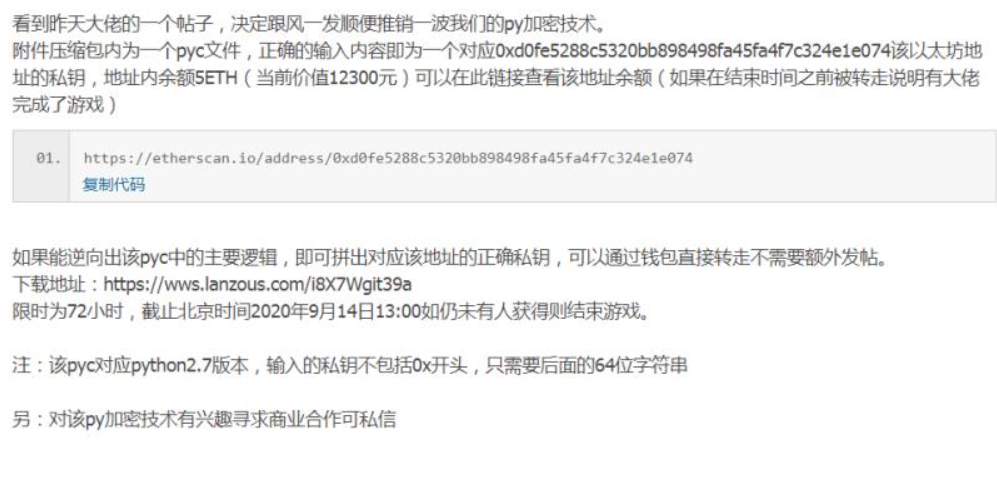 看到昨天大佬的一个帖子，决定跟风一发顺便推销一波我们的py加密技术。
附件压缩包内为一个pyc文件，正确的输入内容即为一个对应0xd0fe5288c5320bb898498fa45fa4f7c324e1e074该以太坊地
址的私钥，地址内余额5ETH（当前价值12300元）可以在此链接查看该地址余额（如果在结束时间之前被转走说明有大佬
完成了游戏）
01. https://etherscan.io/address/0xd0fe5288c5320bb898498fa45fa4f7c324e1e074
复制代码
如果能逆向出该pyc中的主要逻辑，即可拼出对应该地址的正确私钥，可以通过钱包直接转走不需要额外发帖。
下载地址：https://wws.lanzous.com/i8X7Wgit39a
限时为72小时，截止北京时间2020年9月14日13:00如仍未有人获得则结束游戏。
注：该pyc对应python2.7版本，输入的私钥不包括0x开头，只需要后面的64位字符串
另：对该py加密技术有兴趣寻求商业合作可私信